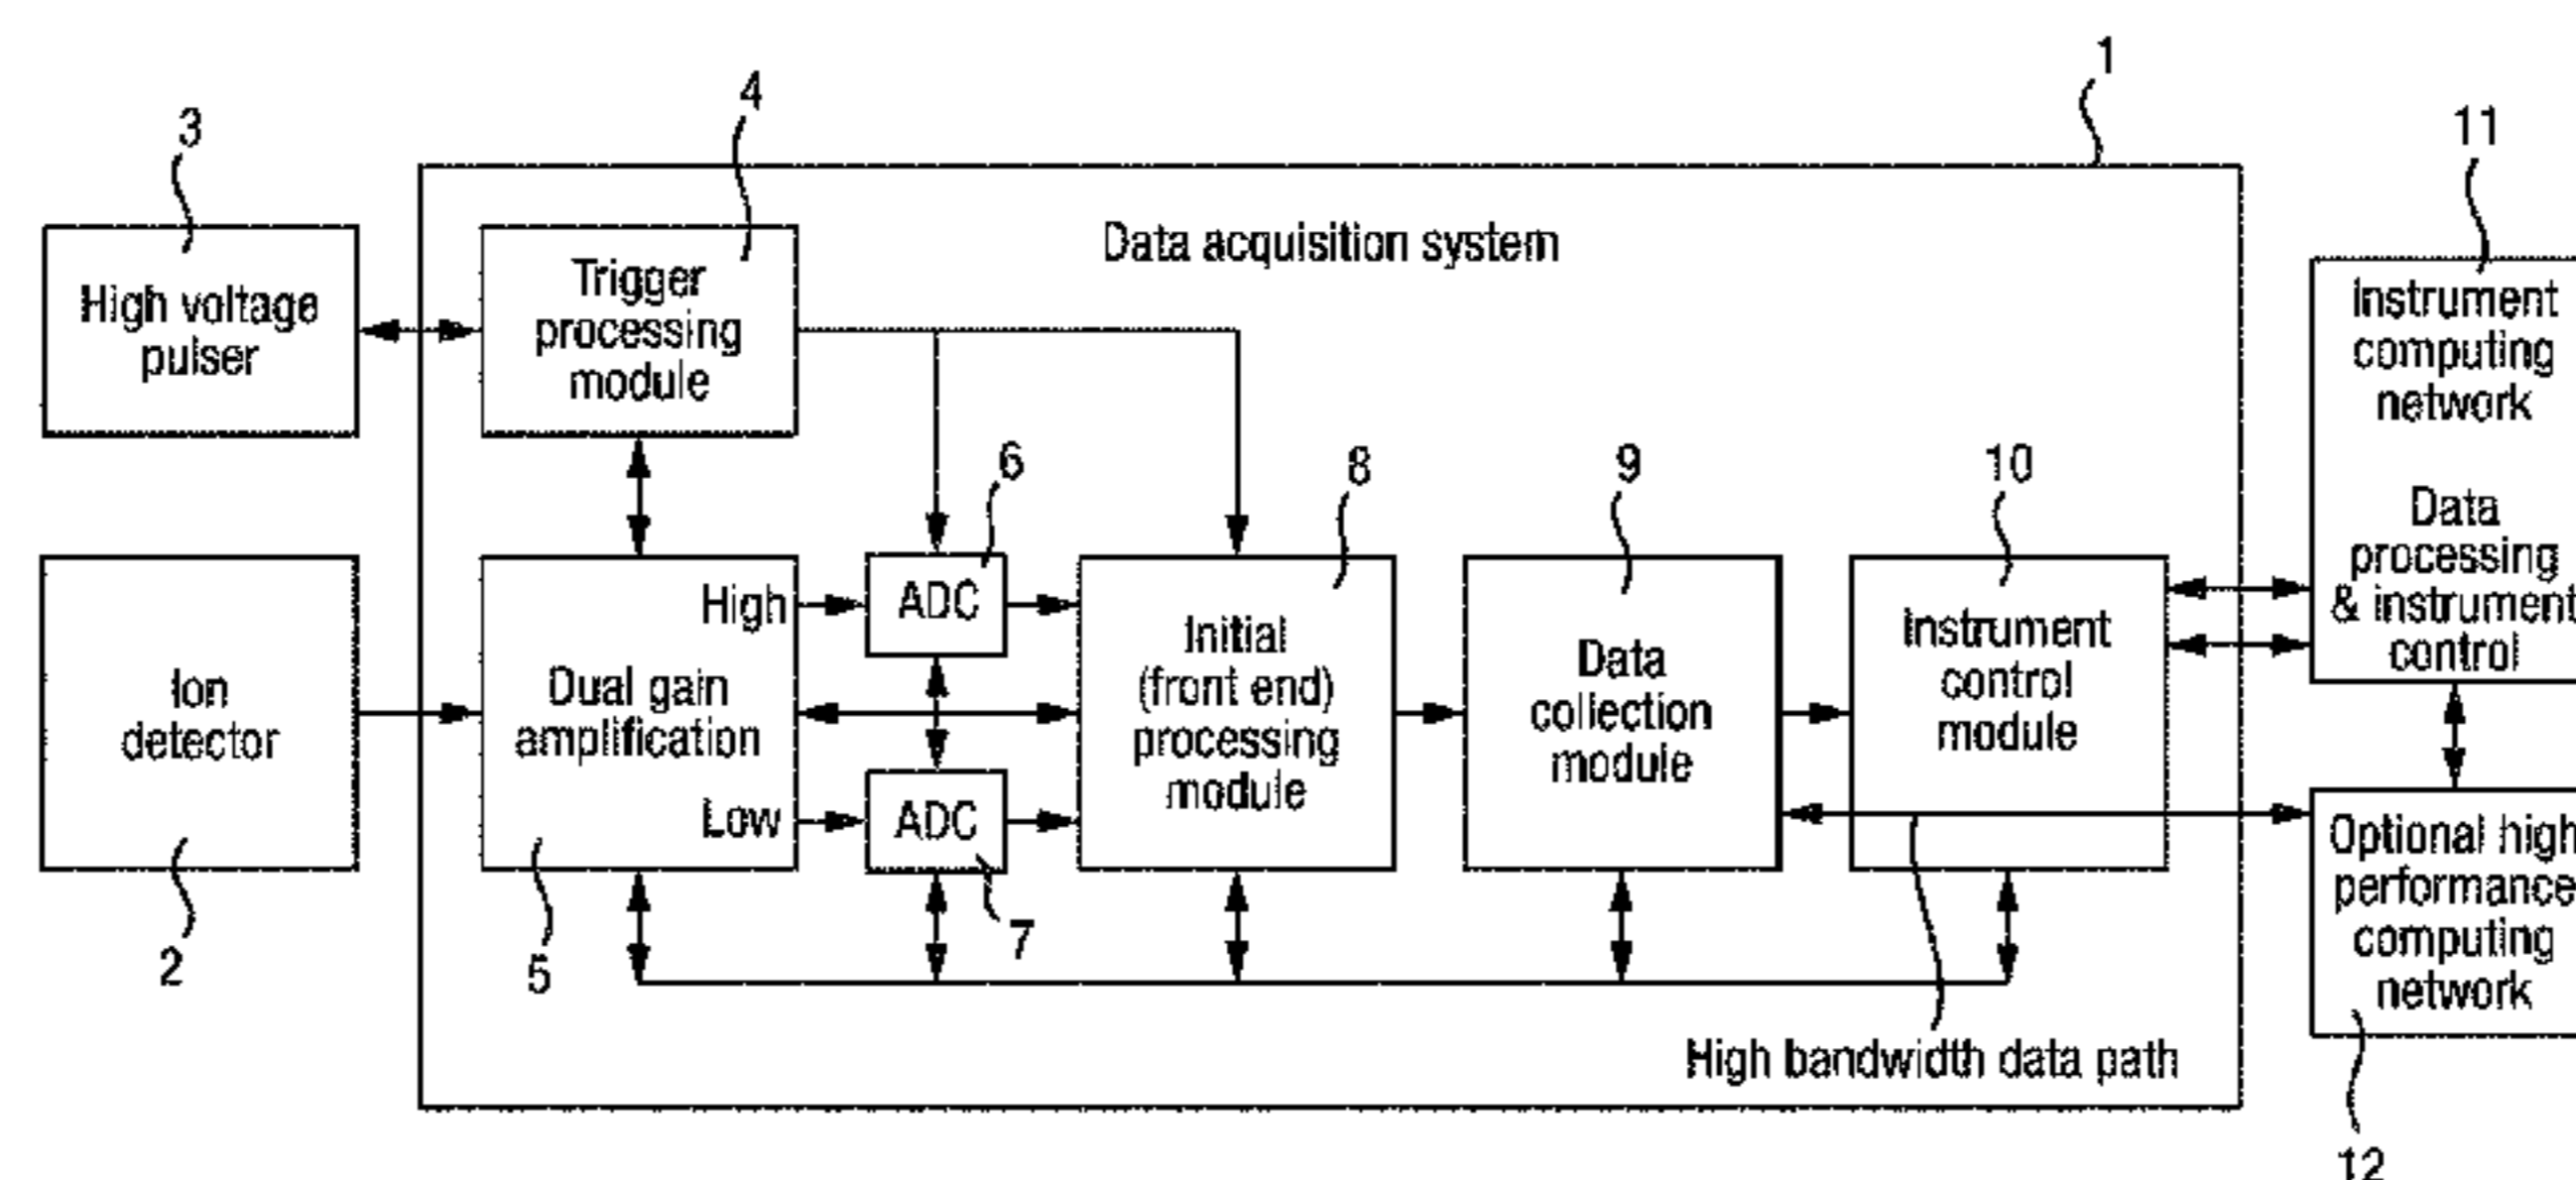 1
4
3
11
Data acquisition system
High voltage
pulser
Trigger
processing
module
Instrument
computing
network
6
8
9
10
Data
processing
& instrument
control
High
ADC
Ion
detector
Dual gain
amplification
Initial
(front end)
processing
module
Data
collection
module
Instrument
control
module
Low
ADC
Optional high
performance
computing
network
2
5
7
High bandwidth data path
12